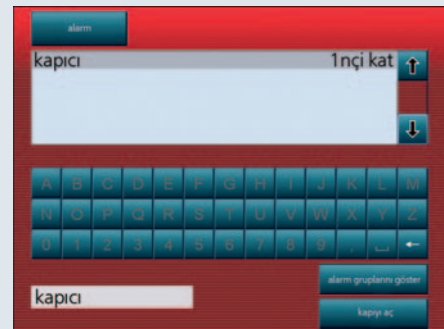 alarm
kapıcı 1nçi kat
A B C D E F G H I J K L M
N O P Q R S T U V W X Y Z
0 1 2 3 4 5 6 7 8 9 ,
alarm gruplarını göster
kapıcı
kapıyı aç